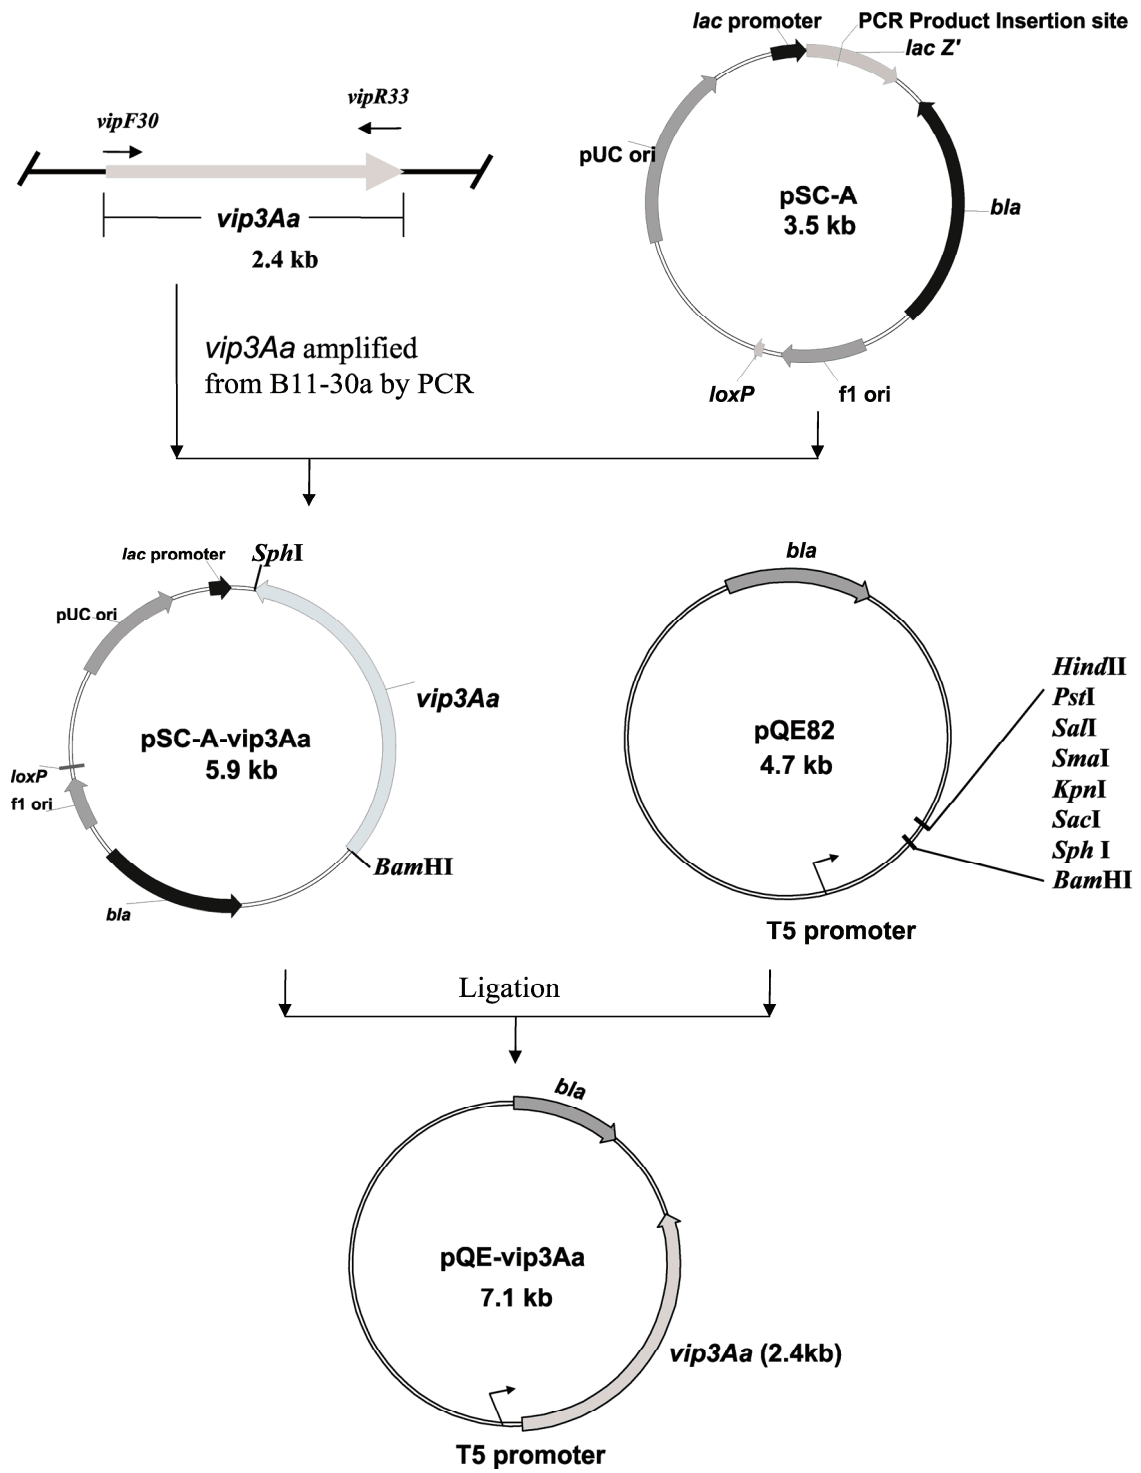 lac promoter
PCR Product Insertion site
lac Z'
vipR33
vipF30
pUC ori
pSC-A
3.5 kb
bla
vip3Aa
2.4 kb
vip3Aa amplified
from B11-30a by PCR
loxP
f1 ori
lac promoter
SphI
pUC ori
vip3Aa
pSC-A-vip3Aa
5.9 kb
loxP
f1 ori
BamHI
bla
bla
pQE82
4.7 kb
HindII
PstI
SalI
SmaI
KpnI
SacI
Sph I
BamHI
T5 promoter
Ligation
bla
pQE-vip3Aa
7.1 kb
vip3Aa (2.4kb)
T5 promoter